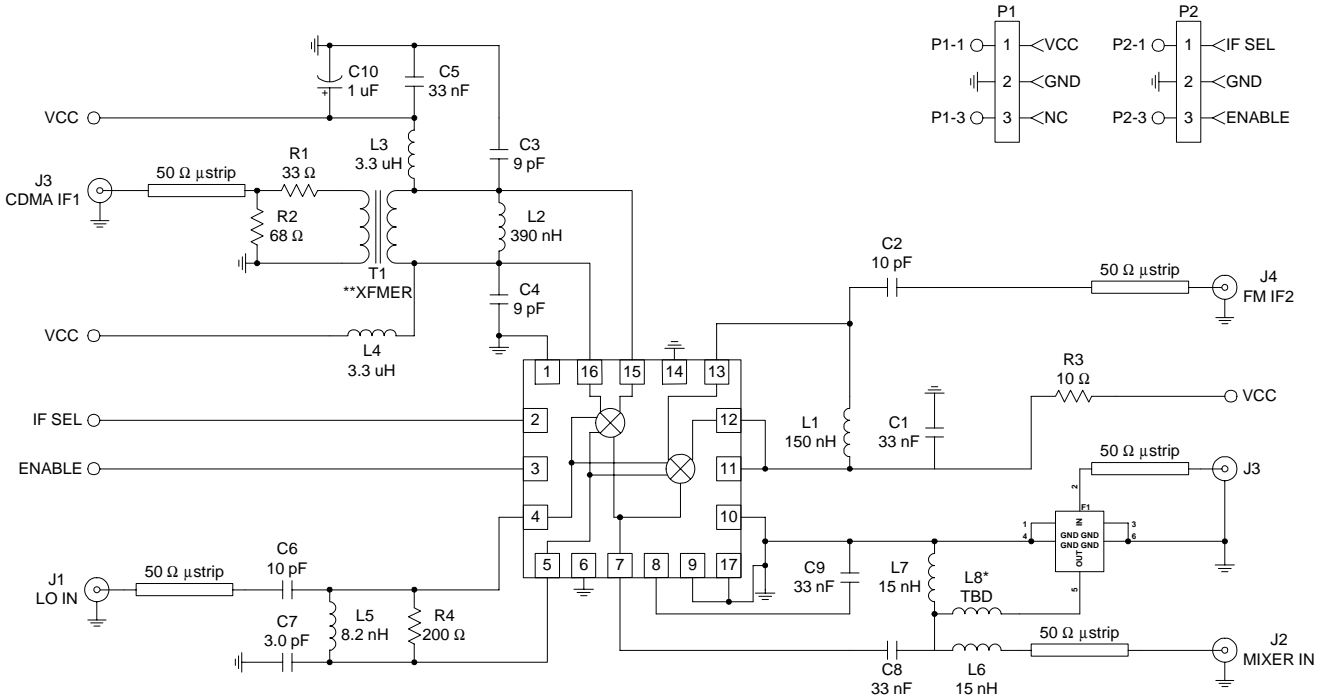 P1
P2
P1-1
1
VCC
P2-1
1
IF SEL
2
GND
2
GND
P1-3
3
NC
P2-3
3
ENABLE
C10
1 uF
+
C5
33 nF
VCC
L3
3.3 uH
C3
9 pF
J3
CDMA IF1
50 Ω µstrip
R1
33 Ω
R2
68 Ω
L2
390 nH
T1
**XFMER
C4
9 pF
VCC
L4
3.3 uH
C2
10 pF
50 Ω µstrip
J4
FM IF2
1
16
15
14
13
R3
10 Ω
VCC
IF SEL
2
12
L1
150 nH
C1
33 nF
ENABLE
3
11
50 Ω µstrip
J3
2
F1
4
10
1
IN
3
4
GND GND
6
GND GND
OUT
5
J1
LO IN
50 Ω µstrip
C6
10 pF
5
6
7
8
9
17
C9
33 nF
L7
15 nH
L8*
TBD
5
C7
3.0 pF
L5
8.2 nH
R4
200 Ω
C8
33 nF
L6
15 nH
50 Ω µstrip
J2
MIXER IN